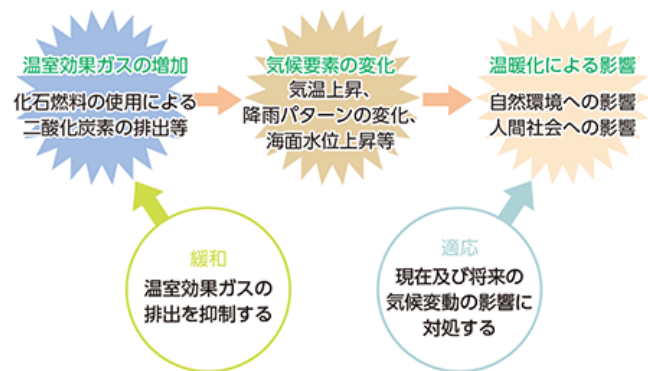 温室効果ガスの増加
化石燃料の使用による
二酸化炭素の排出等
気候要素の変化
気温上昇、
降雨パターンの変化、
海面水位上昇等
温暖化による影響
自然環境への影響
人間社会への影響
緩和
温室効果ガスの
排出を抑制する
適応
現在及び将来の
気候変動の影響に
対処する